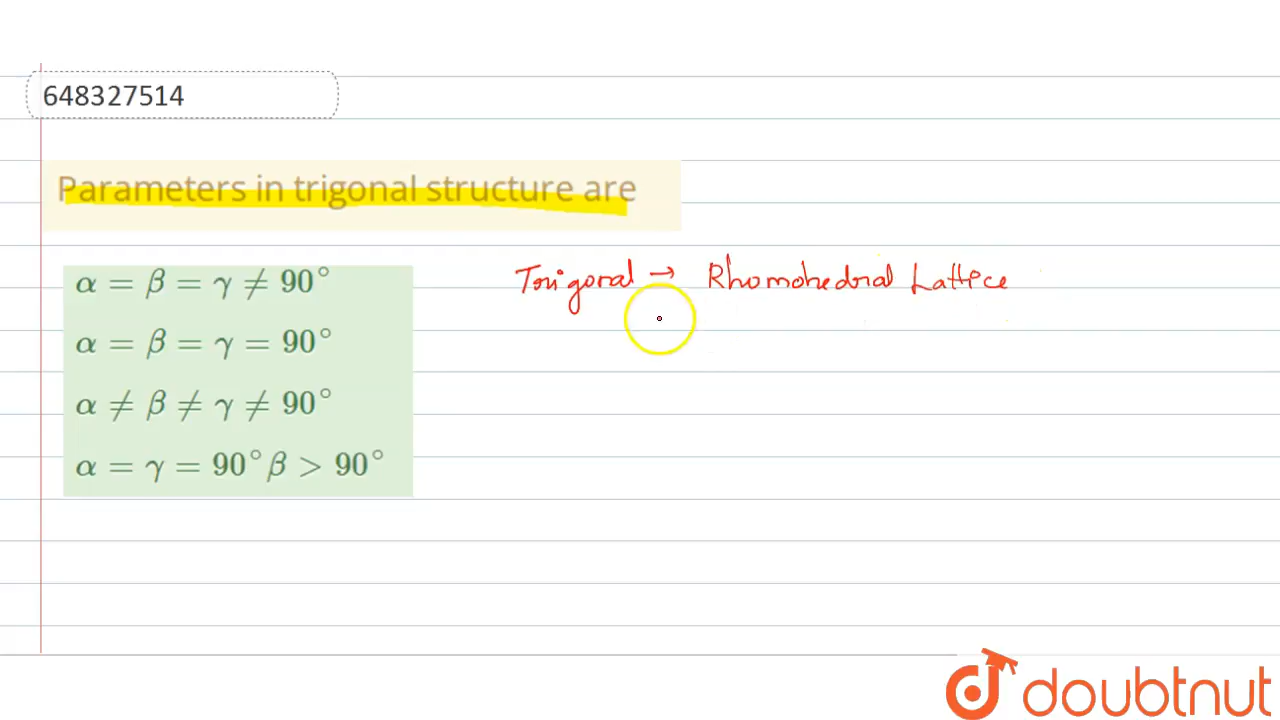 648327514
Parameters in trigonal structure are
α = β = γ ≠ 90°
Trigonal → Rhomohedral Lattice
α = β = γ = 90°
α ≠ β ≠ γ ≠ 90°
α = γ = 90° β > 90°
doubtnut